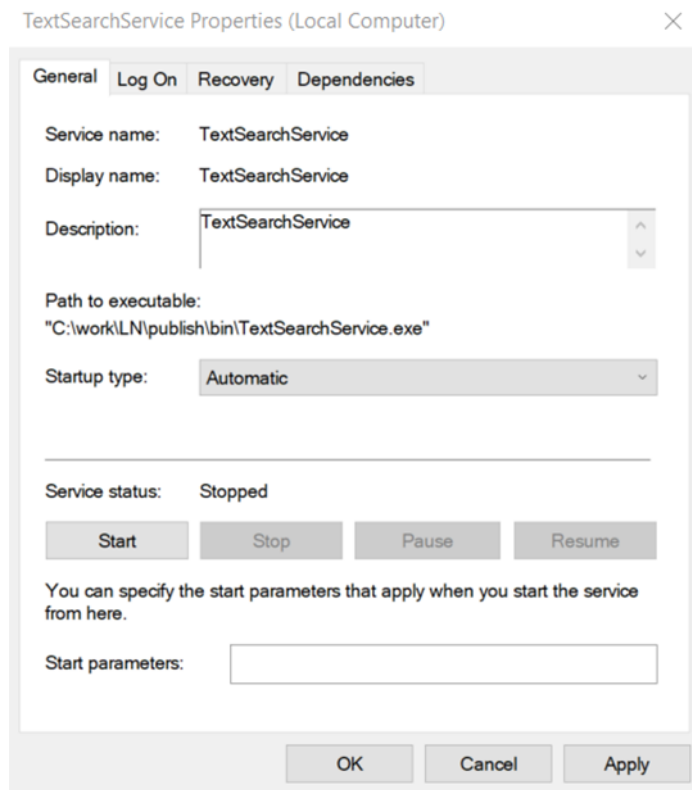 TextSearchService Properties (Local Computer)
General Log On Recovery Dependencies
Service name: TextSearchService
Display name: TextSearchService
Description: TextSearchService
Path to executable:
"C:\work\LN\publish\bin\TextSearchService.exe"
Startup type: Automatic
Service status: Stopped
Start Stop Pause Resume
You can specify the start parameters that apply when you start the service
from here.
Start parameters:
OK Cancel Apply